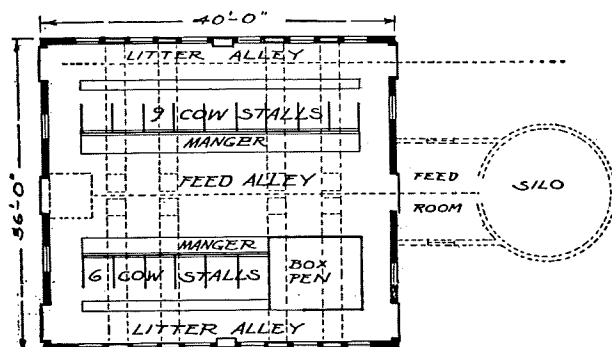 40'-0"
LITTER ALLEY
9 COW STALLS
MANGER
FEED ALLEY
FEED
ROOM
SILO
36'-0"
MANGER
6 COW STALLS
BOX
PEN
LITTER ALLEY